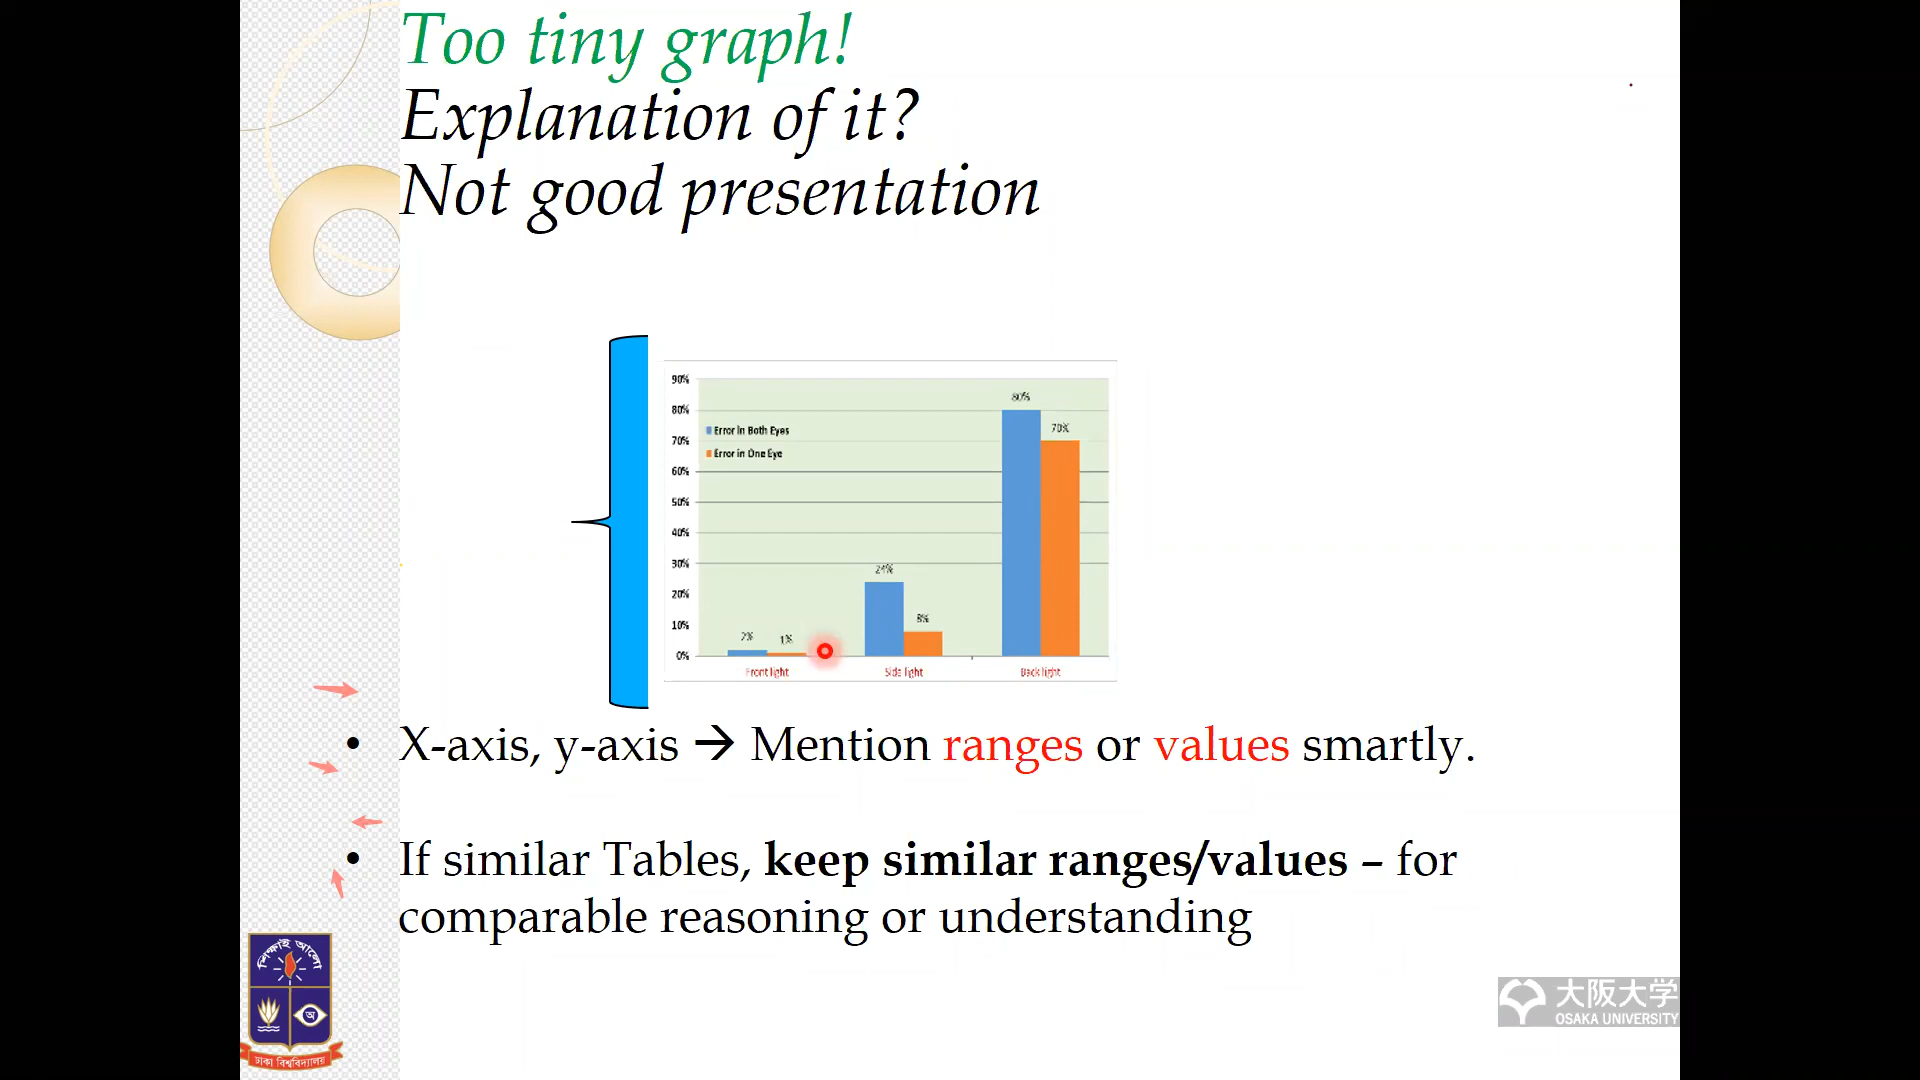 Too tiny graph!
Explanation of it?
Not good presentation
90%
80%
70%
60%
50%
40%
30%
20%
10%
0%
Error in Both Eyes
Error in One Eye
2%
1%
24%
8%
80%
70%
Front light
Side light
Back light
• X-axis, y-axis → Mention ranges or values smartly.
• If similar Tables, keep similar ranges/values – for
comparable reasoning or understanding
শিক্ষাই আলো
অ
ঢাকা বিশ্ববিদ্যালয়
大阪大学
OSAKA UNIVERSITY